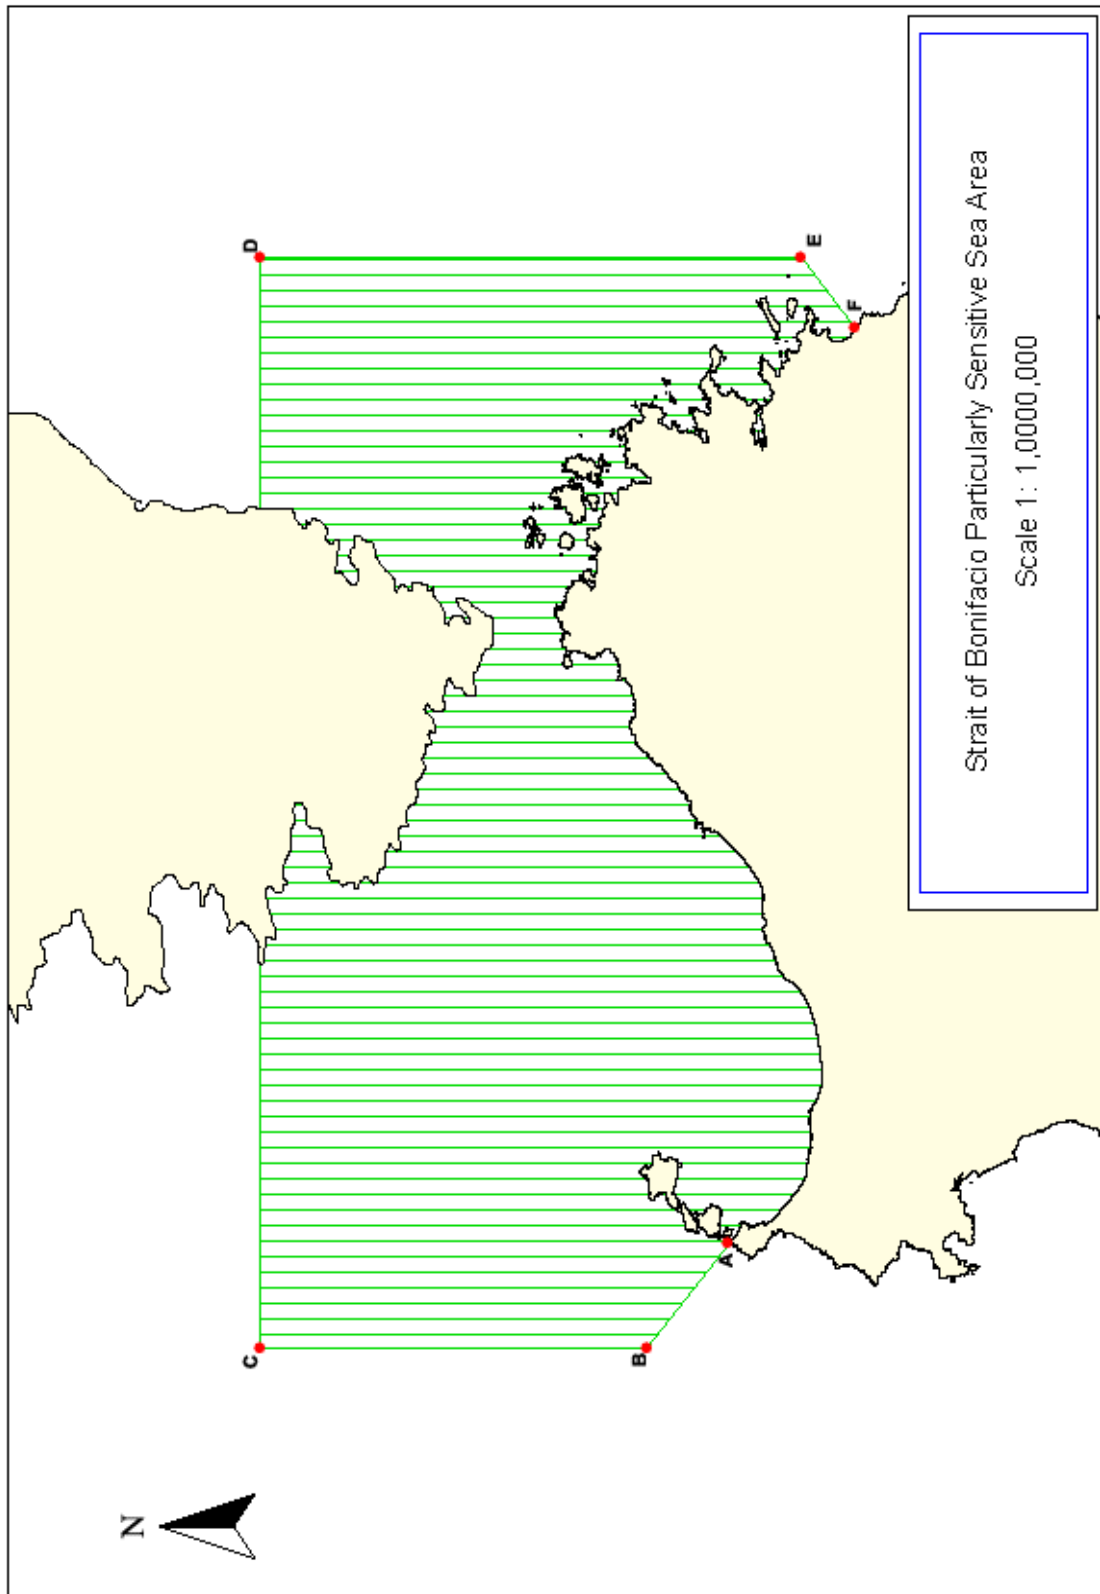 N
C
D
B
A
E
F
Strait of Bonifacio Particularly Sensitive Sea Area
Scale 1: 1,0000,000